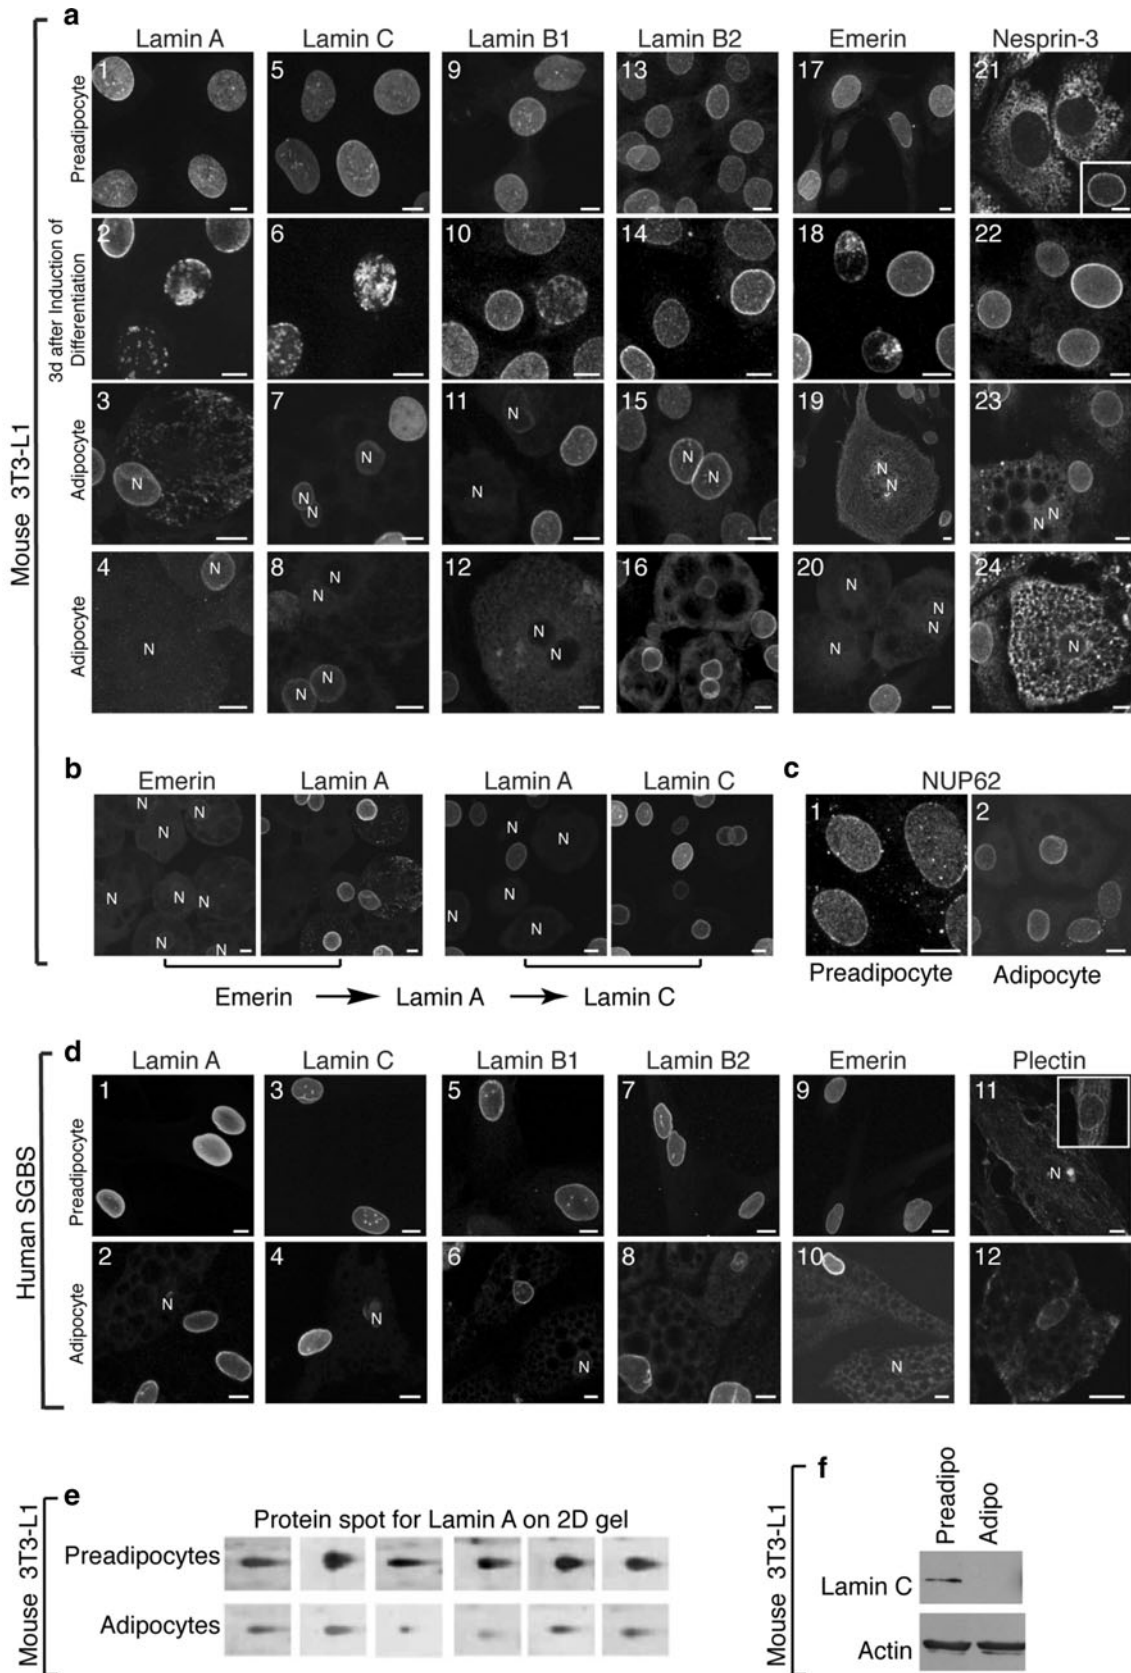 a
Lamin A Lamin C Lamin B1 Lamin B2 Emerin Nesprin-3
Mouse 3T3-L1
Preadipocyte
1 5 9 13 17 21
3d after Induction of
Differentiation
2 6 10 14 18 22
Adipocyte
3 7 11 15 19 23
N N N N N N N N N N N
Adipocyte
4 8 12 16 20 24
N N N N N N N N N N N N N
b
Emerin Lamin A Lamin A Lamin C
N N N N N N N N N N N N
Emerin Lamin A Lamin C
c
NUP62
1 2
Preadipocyte Adipocyte
Human SGBS
d
Lamin A Lamin C Lamin B1 Lamin B2 Emerin Plectin
Preadipocyte
1 3 5 7 9 11
N
Adipocyte
2 4 6 8 10 12
N N N N
Mouse 3T3-L1
e
Protein spot for Lamin A on 2D gel
Preadipocytes
Adipocytes
Mouse 3T3-L1
f
Preadipo
Adipo
Lamin C
Actin